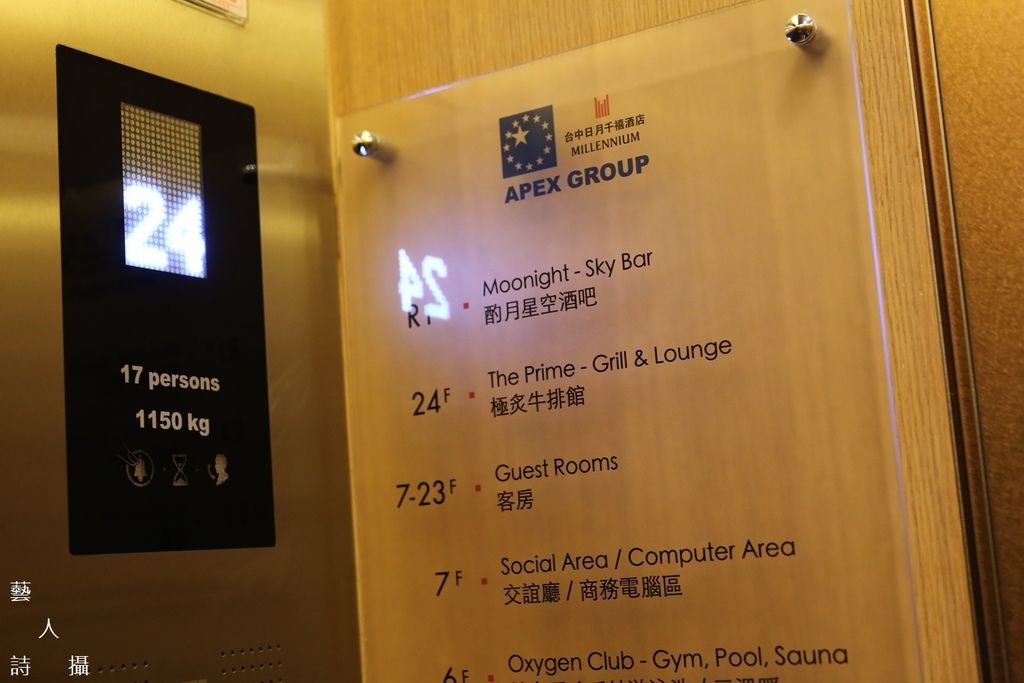 24
17 persons
1150 kg
台中日月千禧酒店
MILLENNIUM
APEX GROUP
24
R1
Moonight - Sky Bar
酌月星空酒吧
24F
The Prime - Grill & Lounge
極炙牛排館
7-23F
Guest Rooms
客房
7F
Social Area / Computer Area
交誼廳 / 商務電腦區
6F
Oxygen Club - Gym, Pool, Sauna
藝
人
詩 攝